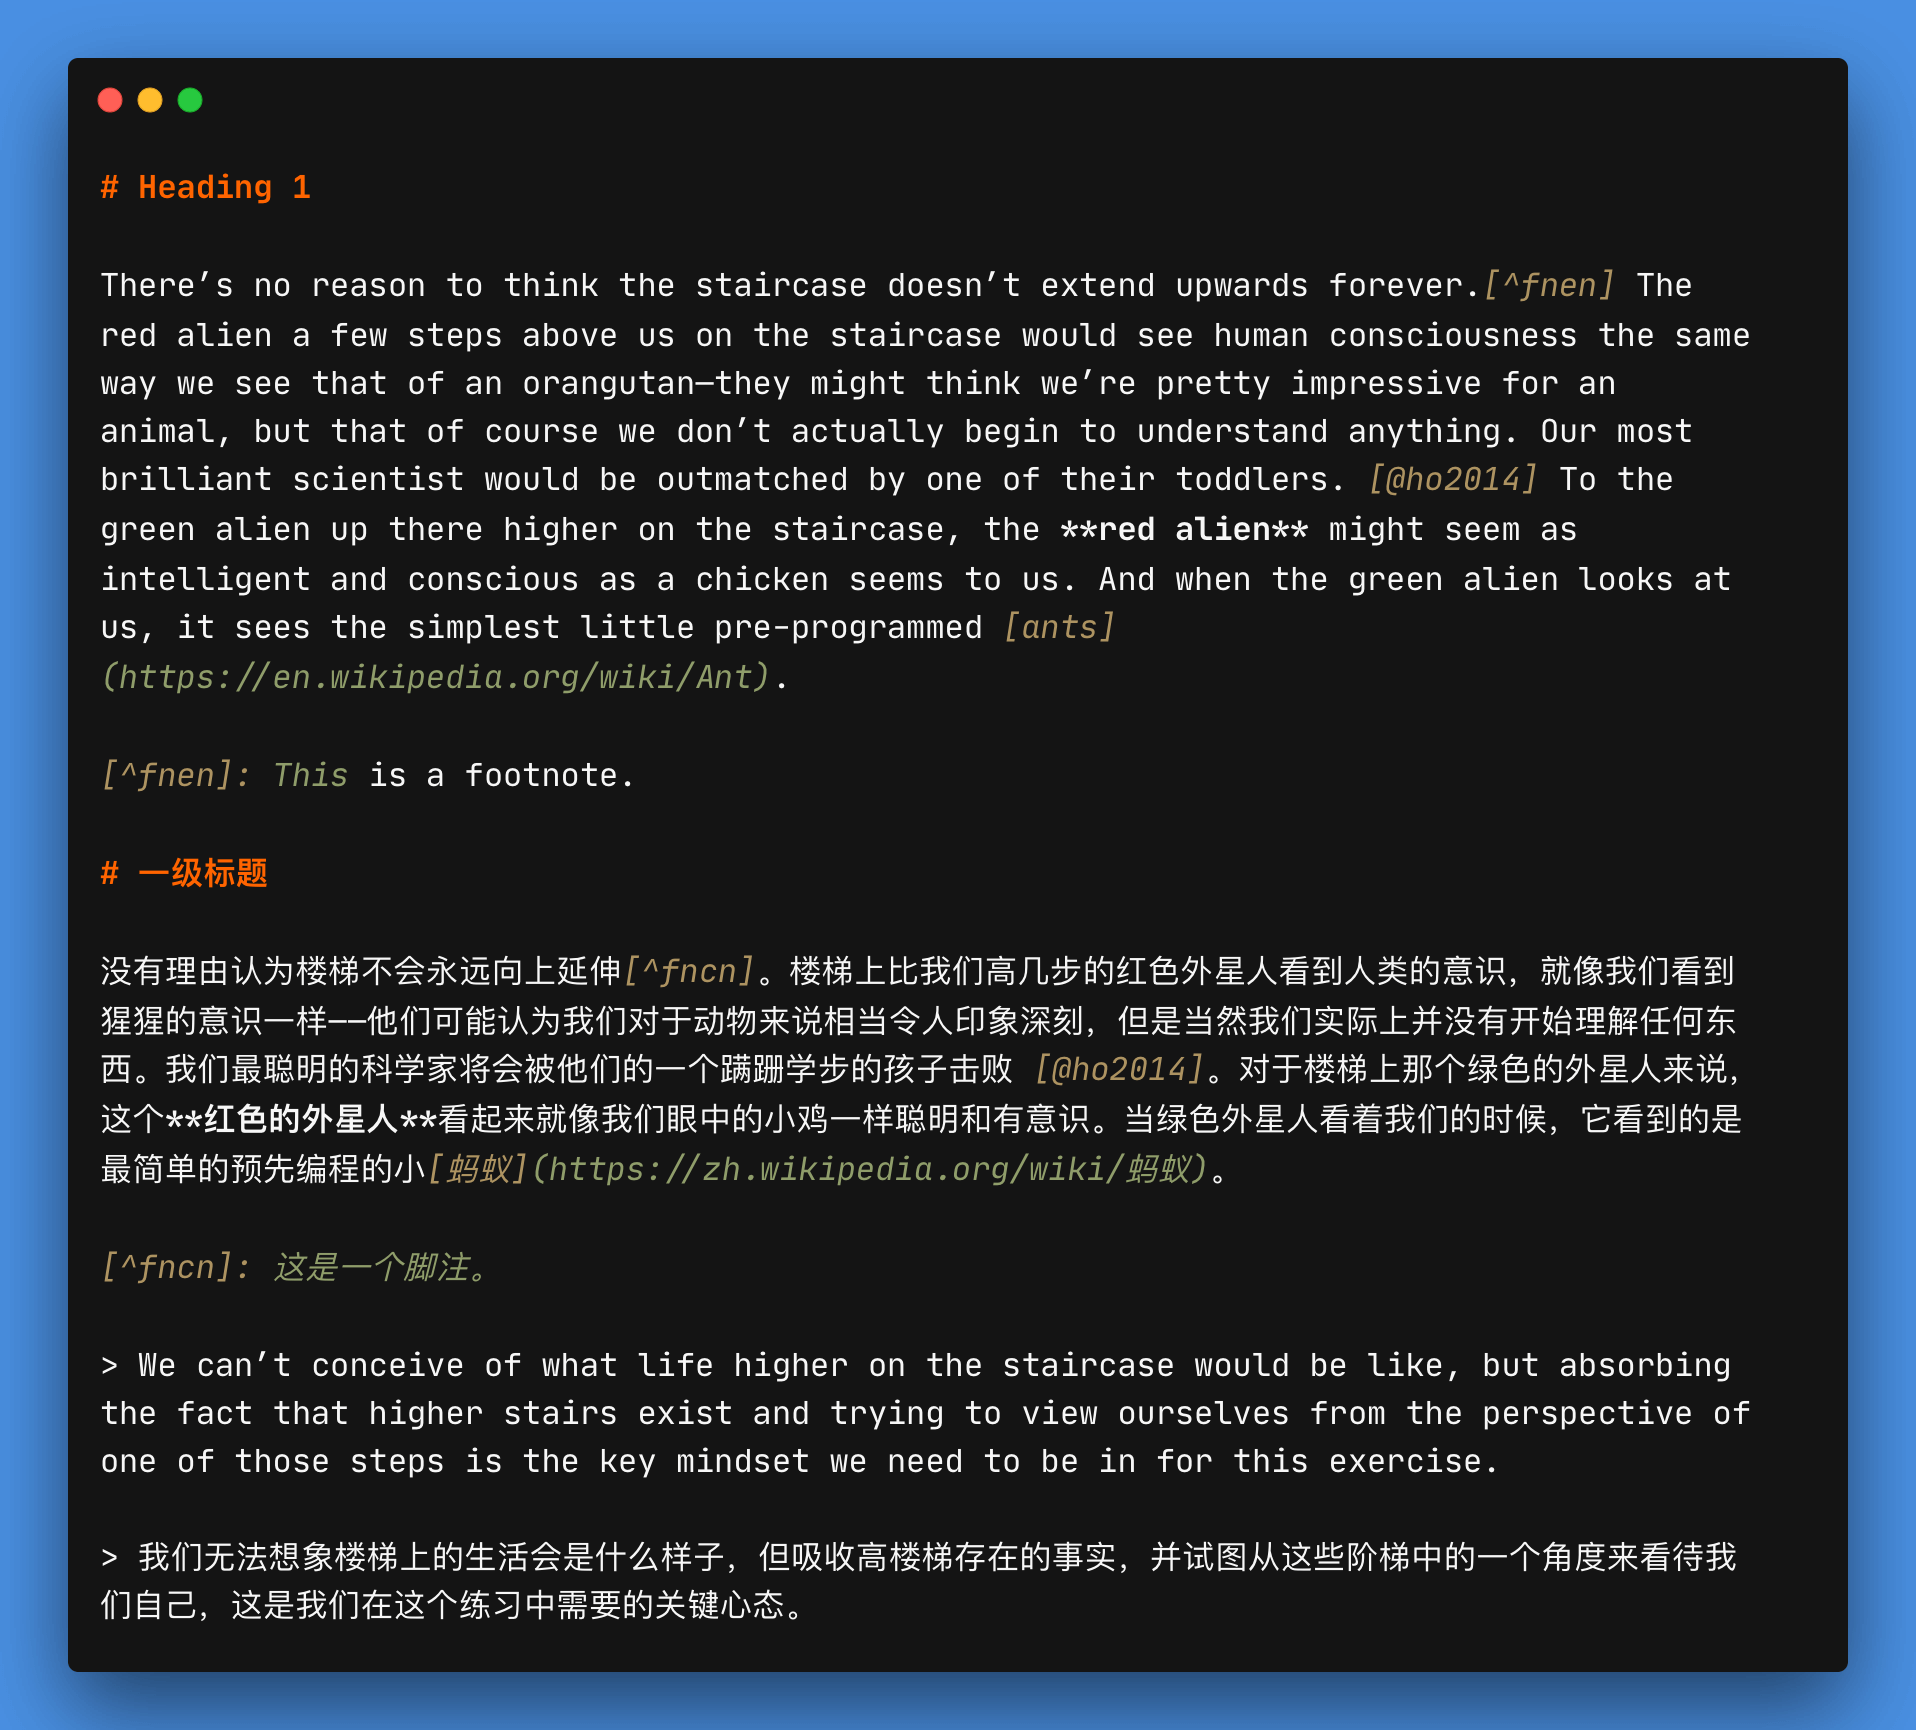 # Heading 1
There’s no reason to think the staircase doesn’t extend upwards forever.[^fnen] The
red alien a few steps above us on the staircase would see human consciousness the same
way we see that of an orangutan—they might think we’re pretty impressive for an
animal, but that of course we don’t actually begin to understand anything. Our most
brilliant scientist would be outmatched by one of their toddlers. [@ho2014] To the
green alien up there higher on the staircase, the **red alien** might seem as
intelligent and conscious as a chicken seems to us. And when the green alien looks at
us, it sees the simplest little pre-programmed [ants]
(https://en.wikipedia.org/wiki/Ant).
[^fnen]: This is a footnote.
# 一级标题
没有理由认为楼梯不会永远向上延伸[^fncn]。楼梯上比我们高几步的红色外星人看到人类的意识，就像我们看到
猩猩的意识一样——他们可能认为我们对于动物来说相当令人印象深刻，但是当然我们实际上并没有开始理解任何东
西。我们最聪明的科学家将会被他们的一个蹒跚学步的孩子击败 [@ho2014]。对于楼梯上那个绿色的外星人来说，
这个**红色的外星人**看起来就像我们眼中的小鸡一样聪明和有意识。当绿色外星人看着我们的时候，它看到的是
最简单的预先编程的小[蚂蚁](https://zh.wikipedia.org/wiki/蚂蚁)。
[^fncn]: 这是一个脚注。
> We can’t conceive of what life higher on the staircase would be like, but absorbing
the fact that higher stairs exist and trying to view ourselves from the perspective of
one of those steps is the key mindset we need to be in for this exercise.
> 我们无法想象楼梯上的生活会是什么样子，但吸收高楼梯存在的事实，并试图从这些阶梯中的一个角度来看待我
们自己，这是我们在这个练习中需要的关键心态。